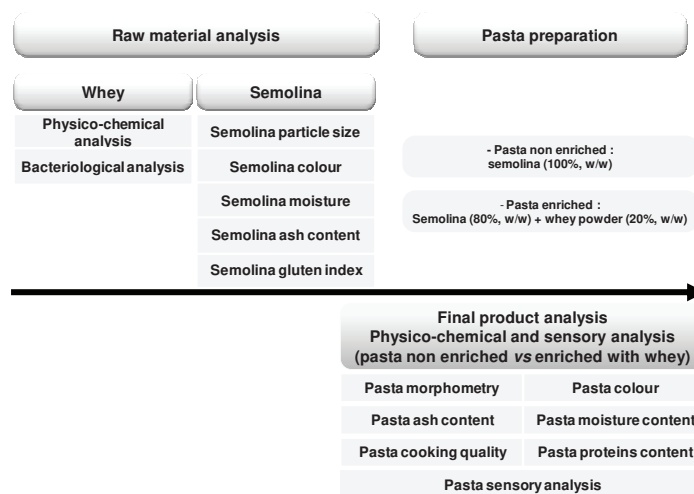 Raw material analysis
Pasta preparation
Whey
Semolina
Physico-chemical
analysis
Bacteriological analysis
Semolina particle size
Semolina colour
Semolina moisture
Semolina ash content
Semolina gluten index
- Pasta non enriched :
semolina (100%, w/w)
- Pasta enriched :
Semolina (80%, w/w) + whey powder (20%, w/w)
Final product analysis
Physico-chemical and sensory analysis
(pasta non enriched vs enriched with whey)
Pasta morphometry
Pasta colour
Pasta ash content
Pasta moisture content
Pasta cooking quality
Pasta proteins content
Pasta sensory analysis